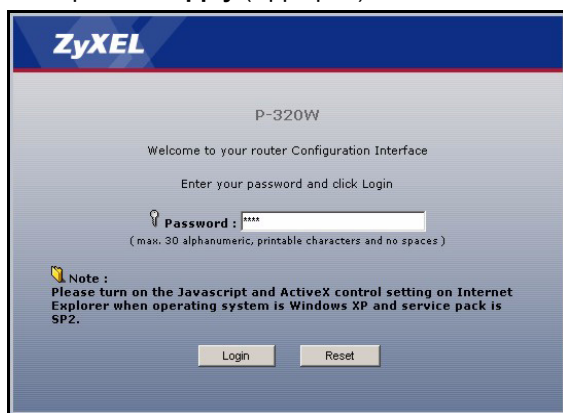 Apply
ZyXEL
P-320W
Welcome to your router Configuration Interface
Enter your password and click Login
Password : ****
( max. 30 alphanumeric, printable characters and no spaces )
Note :
Please turn on the Javascript and ActiveX control setting on Internet
Explorer when operating system is Windows XP and service pack is
SP2.
Login Reset